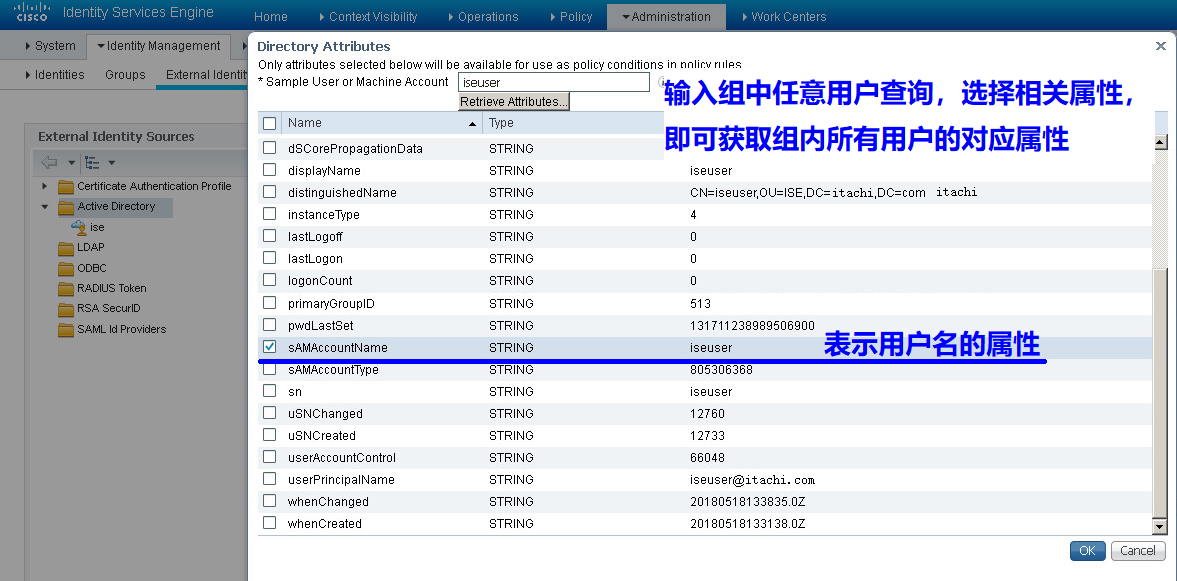 cisco Identity Services Engine Home Context Visibility Operations Policy Administration Work Centers
System Identity Management
Identities Groups External Identit
External Identity Sources
Certificate Authentication Profile
Active Directory
ise
LDAP
ODBC
RADIUS Token
RSA SecurID
SAML Id Providers
Directory Attributes
Only attributes selected below will be available for use as policy conditions in policy rules.
* Sample User or Machine Account iseuser
Retrieve Attributes...
输入组中任意用户查询，选择相关属性，
即可获取组内所有用户的对应属性
Name Type
dSCorePropagationData STRING
displayName STRING iseuser
distinguishedName STRING CN=iseuser,OU=ISE,DC=itachi,DC=com itachi
instanceType STRING 4
lastLogoff STRING 0
lastLogon STRING 0
logonCount STRING 0
primaryGroupID STRING 513
pwdLastSet STRING 131711238989506900
sAMAccountName STRING iseuser 表示用户名的属性
sAMAccountType STRING 805306368
sn STRING iseuser
uSNChanged STRING 12760
uSNCreated STRING 12733
userAccountControl STRING 66048
userPrincipalName STRING iseuser@itachi.com
whenChanged STRING 20180518133835.0Z
whenCreated STRING 20180518133138.0Z
OK Cancel